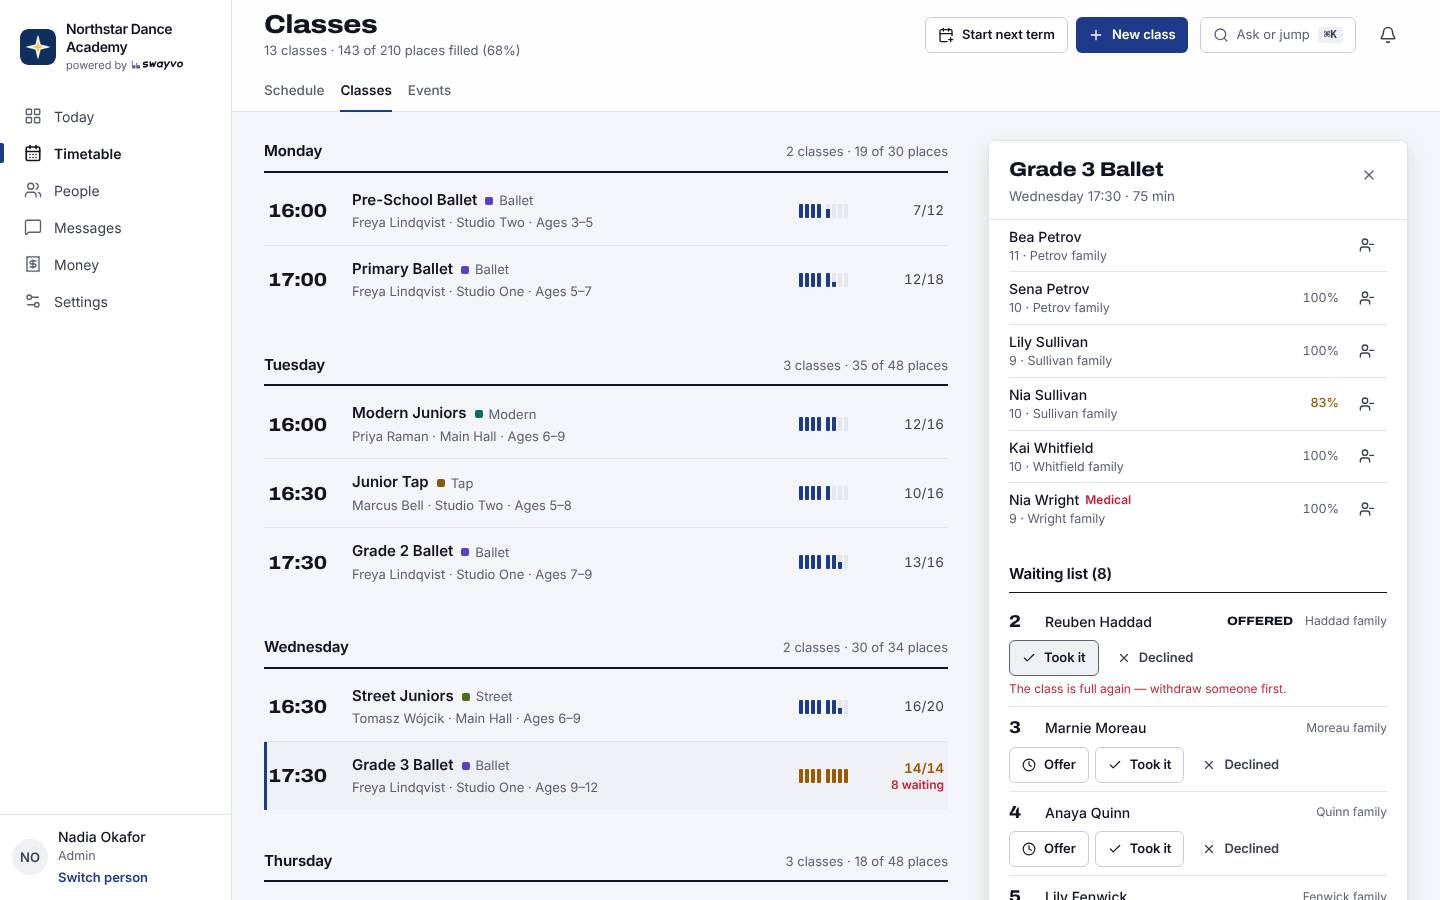 Northstar Dance
Academy
powered by swayvo
Today
Timetable
People
Messages
Money
Settings
NO
Nadia Okafor
Admin
Switch person
Classes
13 classes · 143 of 210 places filled (68%)
Start next term
New class
Ask or jump ⌘K
Schedule Classes Events
Monday 2 classes · 19 of 30 places
16:00 Pre-School Ballet Ballet 7/12
Freya Lindqvist · Studio Two · Ages 3–5
17:00 Primary Ballet Ballet 12/18
Freya Lindqvist · Studio One · Ages 5–7
Tuesday 3 classes · 35 of 48 places
16:00 Modern Juniors Modern 12/16
Priya Raman · Main Hall · Ages 6–9
16:30 Junior Tap Tap 10/16
Marcus Bell · Studio Two · Ages 5–8
17:30 Grade 2 Ballet Ballet 13/16
Freya Lindqvist · Studio One · Ages 7–9
Wednesday 2 classes · 30 of 34 places
16:30 Street Juniors Street 16/20
Tomasz Wójcik · Main Hall · Ages 6–9
17:30 Grade 3 Ballet Ballet 14/14
Freya Lindqvist · Studio One · Ages 9–12 8 waiting
Thursday 3 classes · 18 of 48 places
Grade 3 Ballet
Wednesday 17:30 · 75 min
Bea Petrov
11 · Petrov family
Sena Petrov 100%
10 · Petrov family
Lily Sullivan 100%
9 · Sullivan family
Nia Sullivan 83%
10 · Sullivan family
Kai Whitfield 100%
10 · Whitfield family
Nia Wright Medical 100%
9 · Wright family
Waiting list (8)
2 Reuben Haddad OFFERED Haddad family
Took it Declined
The class is full again — withdraw someone first.
3 Marnie Moreau Moreau family
Offer Took it Declined
4 Anaya Quinn Quinn family
Offer Took it Declined
5 Lily Fenwick Fenwick family